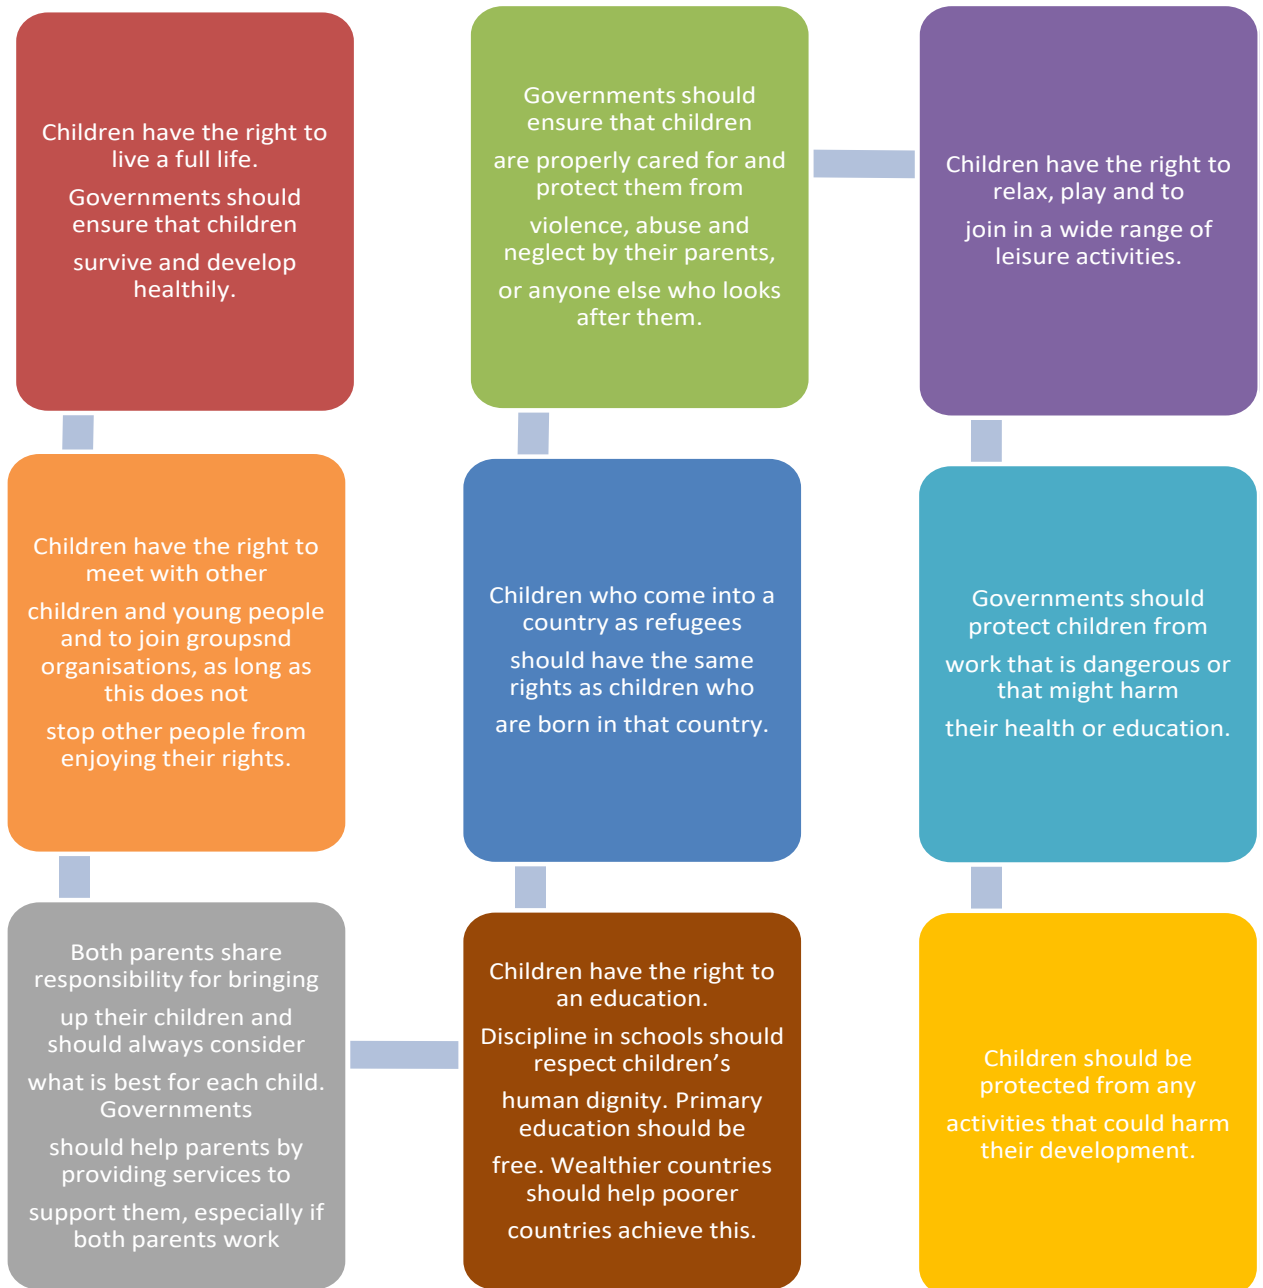 Children have the right to
live a full life.
Governments should
ensure that children
survive and develop
healthily.
Children have the right to
meet with other
children and young people
and to join groupsnd
organisations, as long as
this does not
stop other people from
enjoying their rights.
Both parents share
responsibility for bringing
up their children and
should always consider
what is best for each child.
Governments
should help parents by
providing services to
support them, especially if
both parents work
Children have the right to
an education.
Discipline in schools should
respect children’s
human dignity. Primary
education should be
free. Wealthier countries
should help poorer
countries achieve this.
Children who come into a
country as refugees
should have the same
rights as children who
are born in that country.
Governments should
ensure that children
are properly cared for and
protect them from
violence, abuse and
neglect by their parents,
or anyone else who looks
after them.
Children have the right to
relax, play and to
join in a wide range of
leisure activities.
Governments should
protect children from
work that is dangerous or
that might harm
their health or education.
Children should be
protected from any
activities that could harm
their development.